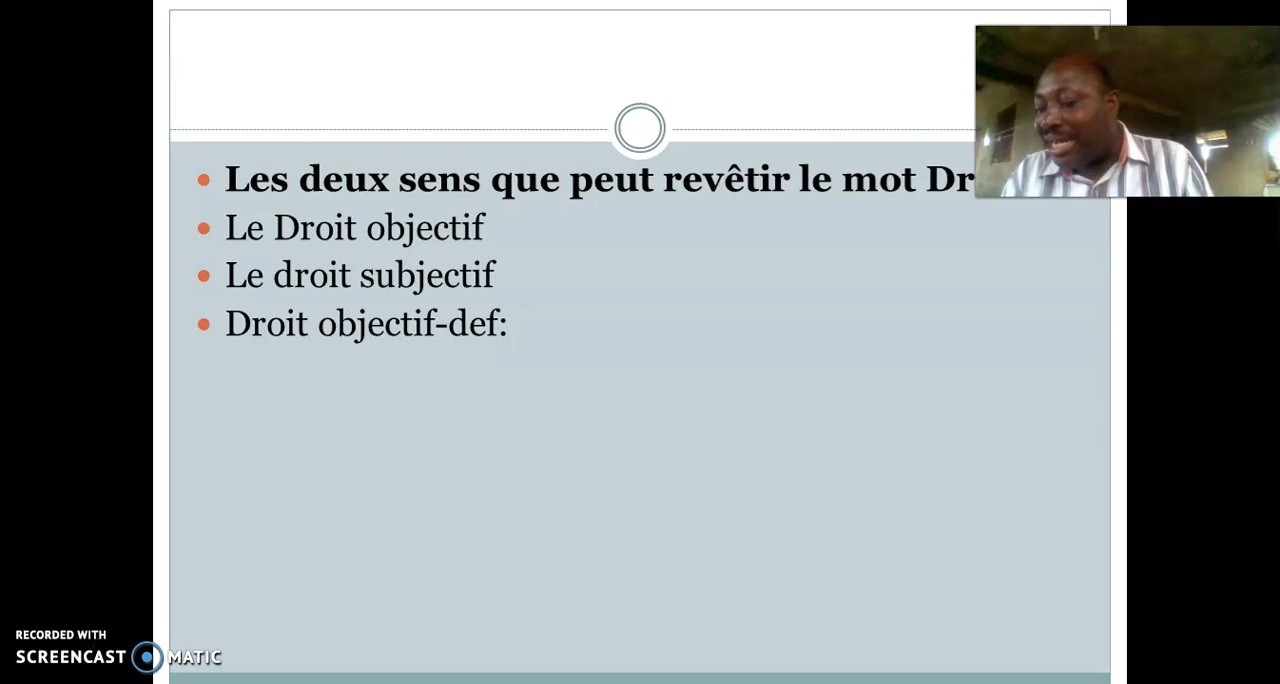 Les deux sens que peut revêtir le mot
Le Droit objectif
Le droit subjectif
Droit objectif-def:
RECORDED WITH
SCREENCAST MATIC